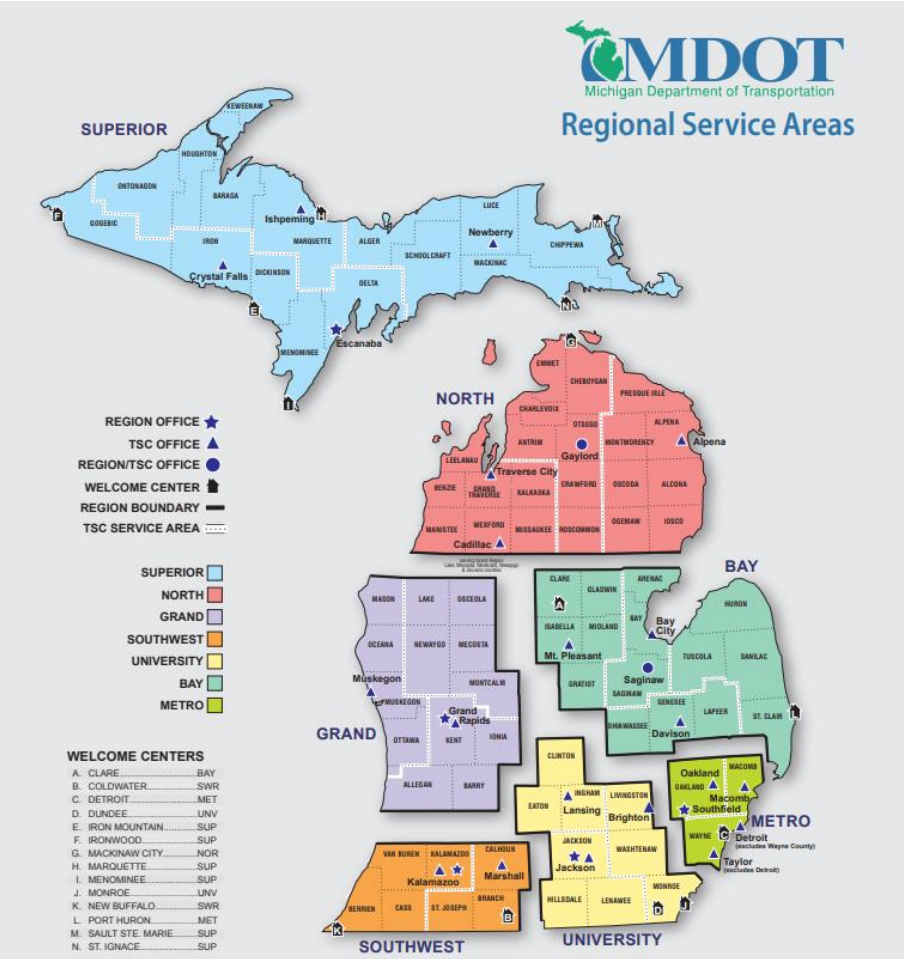 MDOT
Michigan Department of Transportation
Regional Service Areas
SUPERIOR
KEWEENAW
HOUGHTON
ONTONAGON
BARAGA
GOGEBIC
F
Ishpeming
H
LUCE
M
IRON
MARQUETTE
ALGER
Newberry
SCHOOLCRAFT
CHIPPEWA
MACKINAC
Crystal Falls
DICKINSON
DELTA
E
N
MENOMINEE
Escanaba
I
G
NORTH
EMMET
CHEBOYGAN
PRESQUE ISLE
CHARLEVOIX
OTSEGO
ALPENA
ANTRIM
MONTMORENCY
Alpena
Gaylord
LEELANAU
Traverse City
BENZIE
GRAND
TRAVERSE
KALKASKA
CRAWFORD
OSCODA
ALCONA
MANISTEE
WEXFORD
MISSAUKEE
ROSCOMMON
OGEMAW
IOSCO
Cadillac
REGION OFFICE
TSC OFFICE
REGION/TSC OFFICE
WELCOME CENTER
REGION BOUNDARY
TSC SERVICE AREA
SUPERIOR
NORTH
GRAND
SOUTHWEST
UNIVERSITY
BAY
METRO
BAY
CLARE
GLADWIN
ARENAC
HURON
A
ISABELLA
MIDLAND
BAY
Bay
City
Mt. Pleasant
TUSCOLA
SANILAC
GRATIOT
Saginaw
SAGINAW
GENESEE
LAPEER
SHIAWASSEE
Davison
ST. CLAIR
L
MASON
LAKE
OSCEOLA
OCEANA
NEWAYGO
MECOSTA
Muskegon
MONTCALM
MUSKEGON
Grand
Rapids
GRAND
OTTAWA
KENT
IONIA
ALLEGAN
BARRY
CLINTON
EATON
INGHAM
LIVINGSTON
Lansing
Brighton
JACKSON
WASHTENAW
Jackson
HILLSDALE
LENAWEE
MONROE
D
J
UNIVERSITY
Oakland
MACOMB
OAKLAND
Macomb
Southfield
METRO
WAYNE
C
Detroit
(excludes Wayne County)
Taylor
(excludes Detroit)
VAN BUREN
KALAMAZOO
CALHOUN
Kalamazoo
Marshall
BERRIEN
CASS
ST. JOSEPH
BRANCH
B
K
SOUTHWEST
WELCOME CENTERS
A. CLARE....................BAY
B. COLDWATER....................SWR
C. DETROIT....................MET
D. DUNDEE....................UNV
E. IRON MOUNTAIN....................SUP
F. IRONWOOD....................SUP
G. MACKINAW CITY....................NOR
H. MARQUETTE....................SUP
I. MENOMINEE....................SUP
J. MONROE....................UNV
K. NEW BUFFALO....................SWR
L. PORT HURON....................MET
M. SAULT STE. MARIE....................SUP
N. ST. IGNACE....................SUP